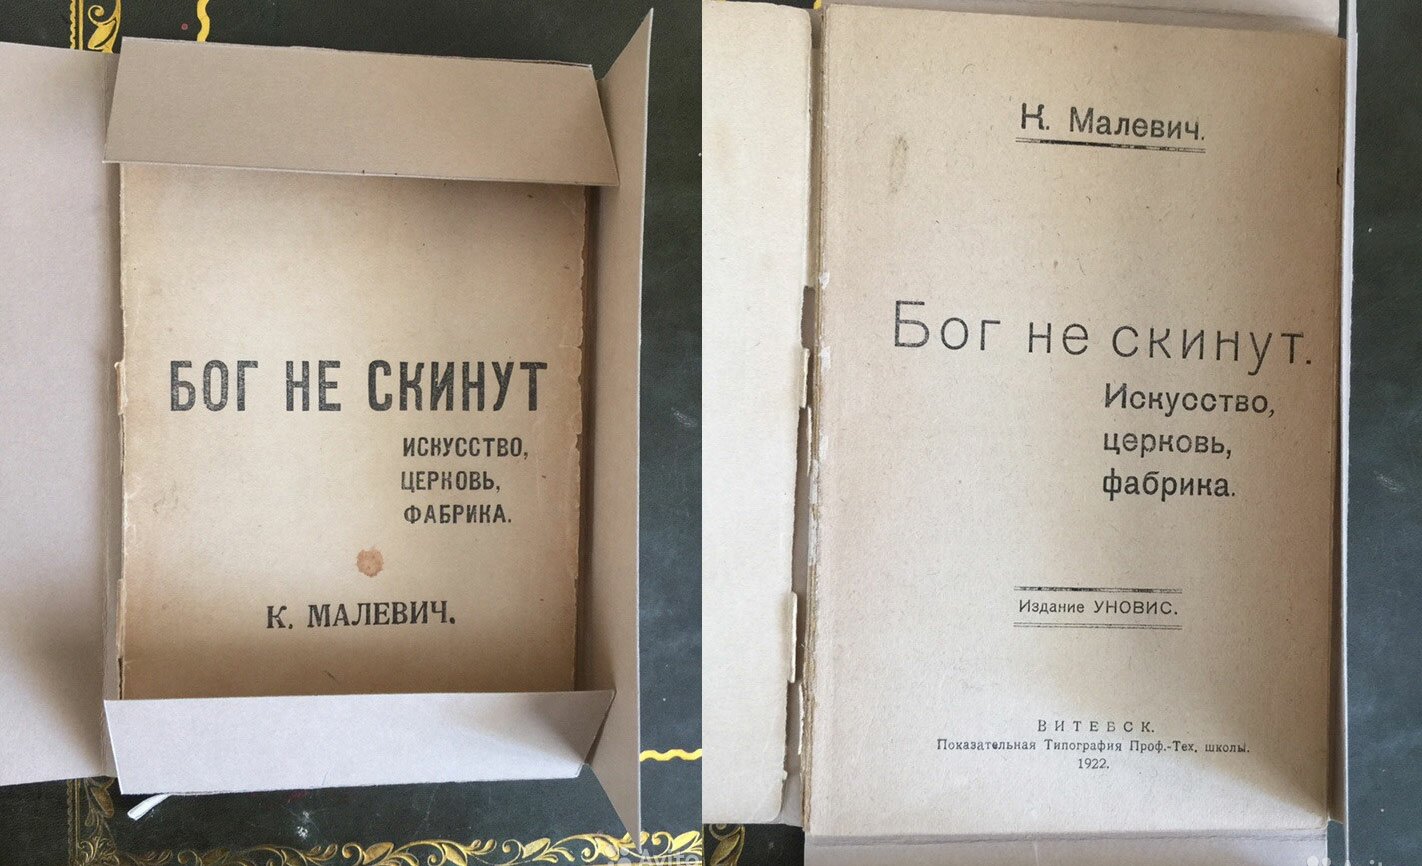 БОГ НЕ СКИНУТ
ИСКУССТВО,
ЦЕРКОВЬ,
ФАБРИКА.
К. МАЛЕВИЧ.
К. Малевич.
Бог не скинут.
Искусство,
церковь,
фабрика.
Издание УНОВИС.
ВИТЕБСК.
Показательная Типография Проф.-Тех. школы.
1922.
Avito